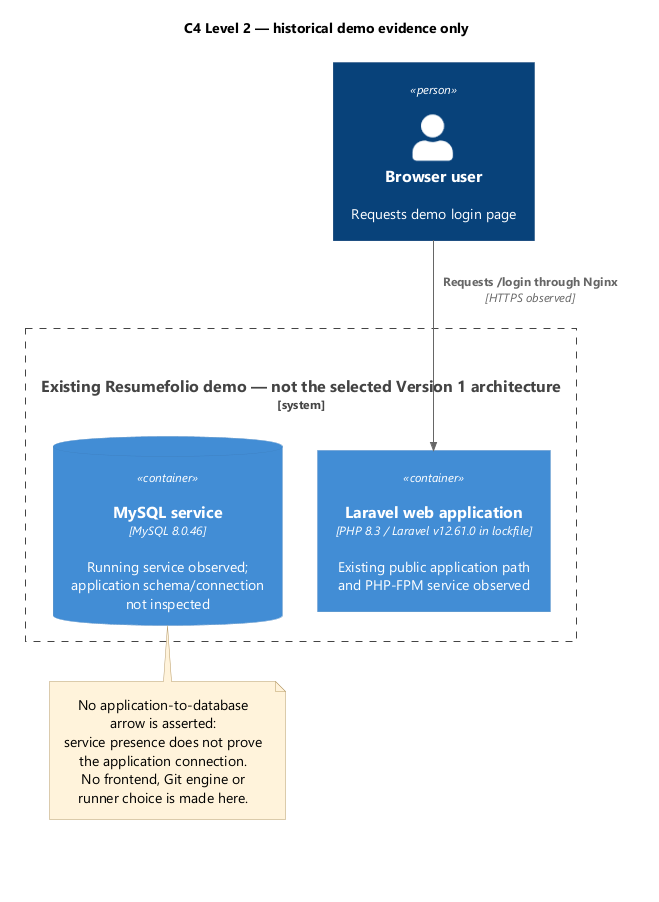 C4 Level 2 — historical demo evidence only
«person»
Browser user
Requests demo login page
Requests /login through Nginx
[HTTPS observed]
Existing Resumefolio demo — not the selected Version 1 architecture
[system]
«container»
MySQL service
[MySQL 8.0.46]
Running service observed;
application schema/connection
not inspected
«container»
Laravel web application
[PHP 8.3 / Laravel v12.61.0 in lockfile]
Existing public application path
and PHP-FPM service observed
No application-to-database
arrow is asserted:
service presence does not prove
the application connection.
No frontend, Git engine or
runner choice is made here.